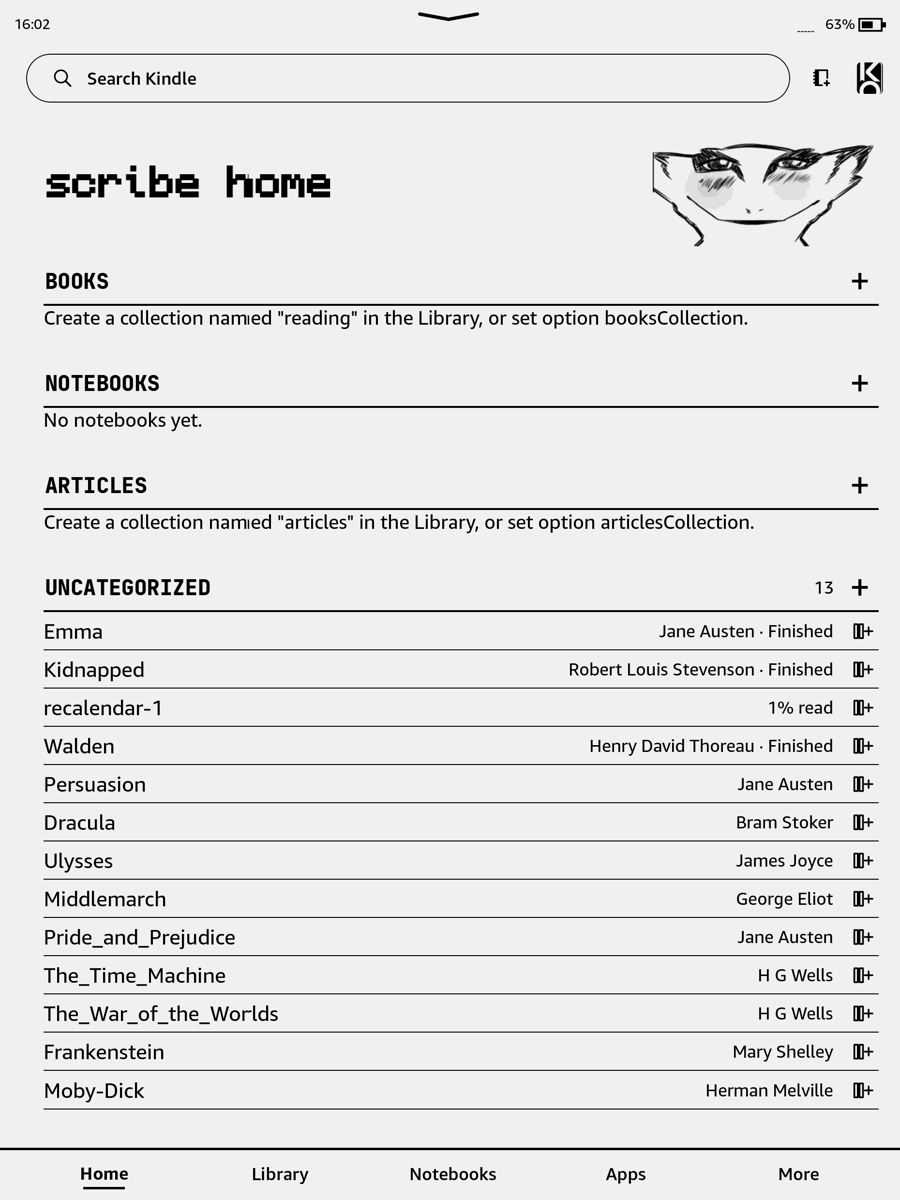 16:02
63%
Search Kindle
KO
scribe home
BOOKS +
Create a collection named "reading" in the Library, or set option booksCollection.
NOTEBOOKS +
No notebooks yet.
ARTICLES +
Create a collection named "articles" in the Library, or set option articlesCollection.
UNCATEGORIZED 13 +
Emma Jane Austen · Finished
Kidnapped Robert Louis Stevenson · Finished
recalendar-1 1% read
Walden Henry David Thoreau · Finished
Persuasion Jane Austen
Dracula Bram Stoker
Ulysses James Joyce
Middlemarch George Eliot
Pride_and_Prejudice Jane Austen
The_Time_Machine H G Wells
The_War_of_the_Worlds H G Wells
Frankenstein Mary Shelley
Moby-Dick Herman Melville
Home Library Notebooks Apps More